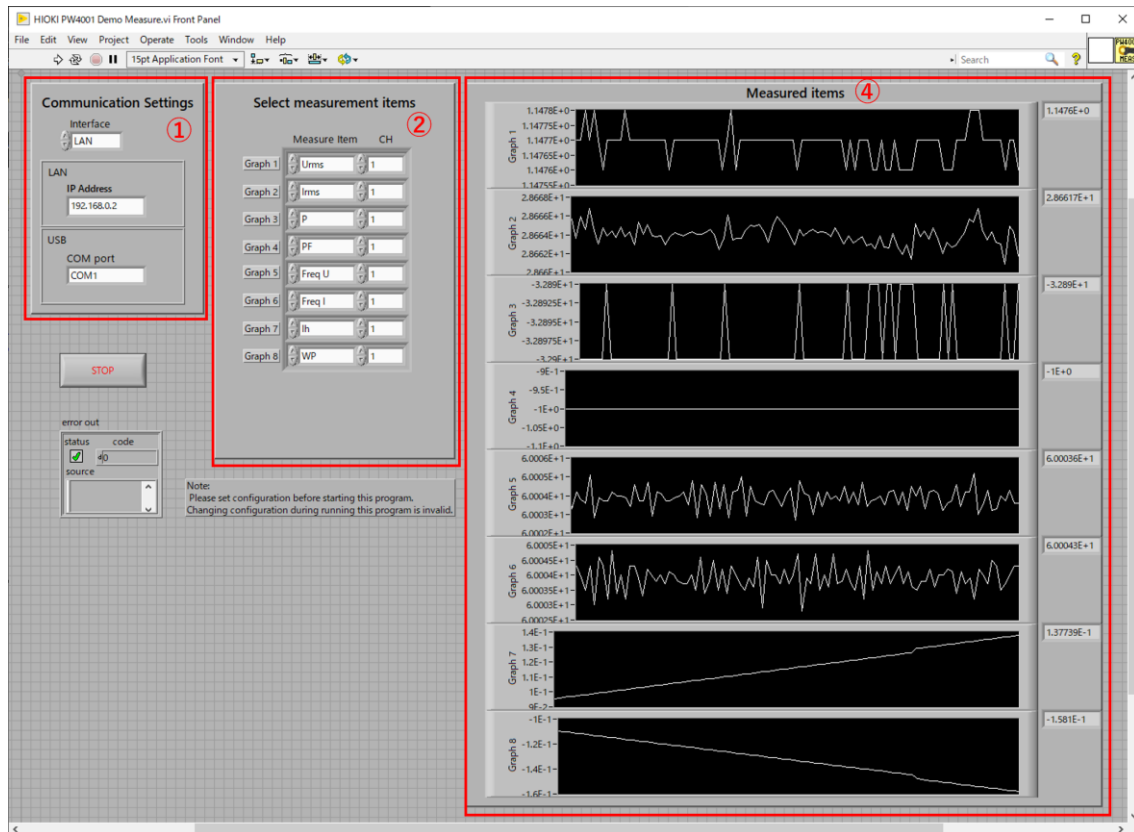 HIOKI PW4001 Demo Measure.vi Front Panel
File Edit View Project Operate Tools Window Help
15pt Application Font
Search
Communication Settings
①
Interface
LAN
LAN
IP Address
192.168.0.2
USB
COM port
COM1
STOP
error out
status code
0
source
Select measurement items
②
Measure Item CH
Graph 1 Urms 1
Graph 2 Irms 1
Graph 3 P 1
Graph 4 PF 1
Graph 5 Freq U 1
Graph 6 Freq I 1
Graph 7 Ih 1
Graph 8 WP 1
Note:
Please set configuration before starting this program.
Changing configuration during running this program is invalid.
Measured items ④
Graph 1
1.1478E+0
1.14775E+0
1.1477E+0
1.14765E+0
1.1476E+0
1.14755E+0
1.1476E+0
Graph 2
2.8668E+1
2.8666E+1
2.8664E+1
2.8662E+1
2.866E+1
2.86617E+1
Graph 3
-3.289E+1
-3.28925E+1
-3.2895E+1
-3.28975E+1
-3.29E+1
-3.289E+1
Graph 4
-9E-1
-9.5E-1
-1E+0
-1.05E+0
-1.1E+0
-1E+0
Graph 5
6.0006E+1
6.0005E+1
6.0004E+1
6.0003E+1
6.0002E+1
6.00036E+1
Graph 6
6.0005E+1
6.00045E+1
6.0004E+1
6.00035E+1
6.0003E+1
6.00025E+1
6.00043E+1
Graph 7
1.4E-1
1.3E-1
1.2E-1
1.1E-1
1E-1
9E-2
1.37739E-1
Graph 8
-1E-1
-1.2E-1
-1.4E-1
-1.6E-1
-1.581E-1